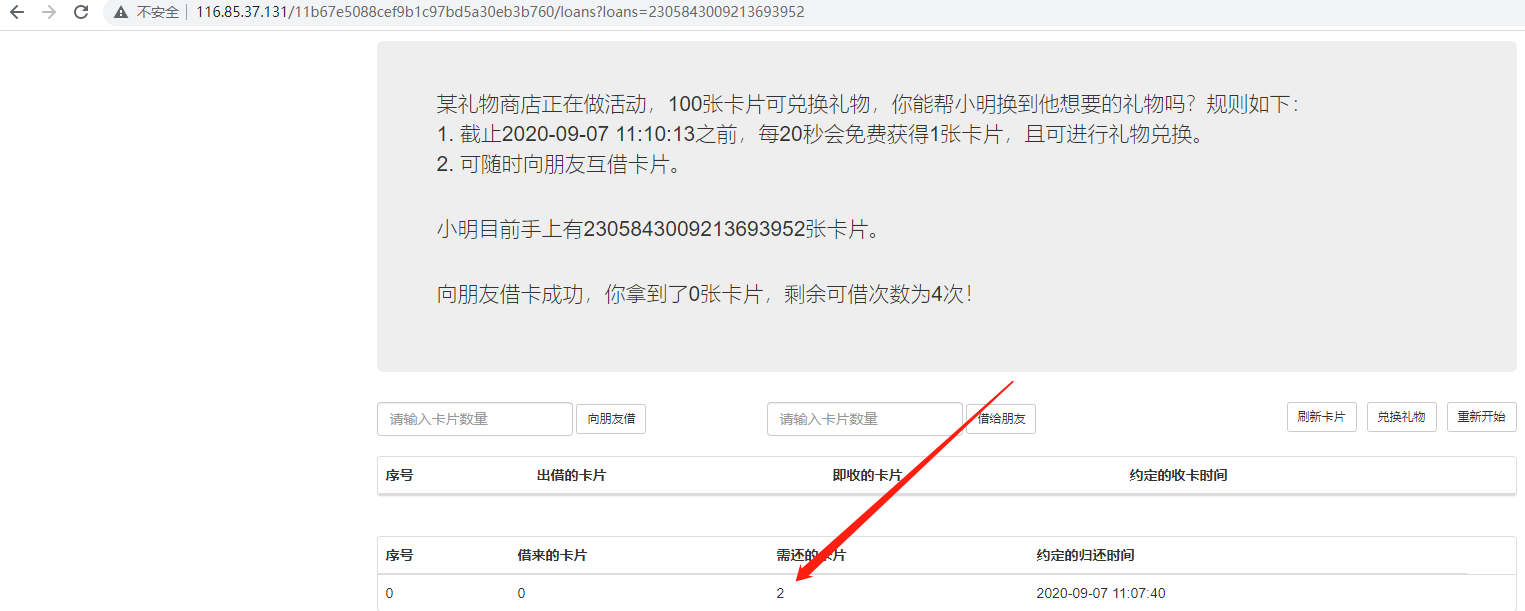 不安全 116.85.37.131/11b67e5088cef9b1c97bd5a30eb3b760/loans?loans=2305843009213693952
某礼物商店正在做活动，100张卡片可兑换礼物，你能帮小明换到他想要的礼物吗？规则如下：
1. 截止2020-09-07 11:10:13之前，每20秒会免费获得1张卡片，且可进行礼物兑换。
2. 可随时向朋友互借卡片。
小明目前手上有2305843009213693952张卡片。
向朋友借卡成功，你拿到了0张卡片，剩余可借次数为4次！
请输入卡片数量 向朋友借 请输入卡片数量 借给朋友 刷新卡片 兑换礼物 重新开始
序号 出借的卡片 即收的卡片 约定的收卡时间
序号 借来的卡片 需还的卡片 约定的归还时间
0 0 2 2020-09-07 11:07:40